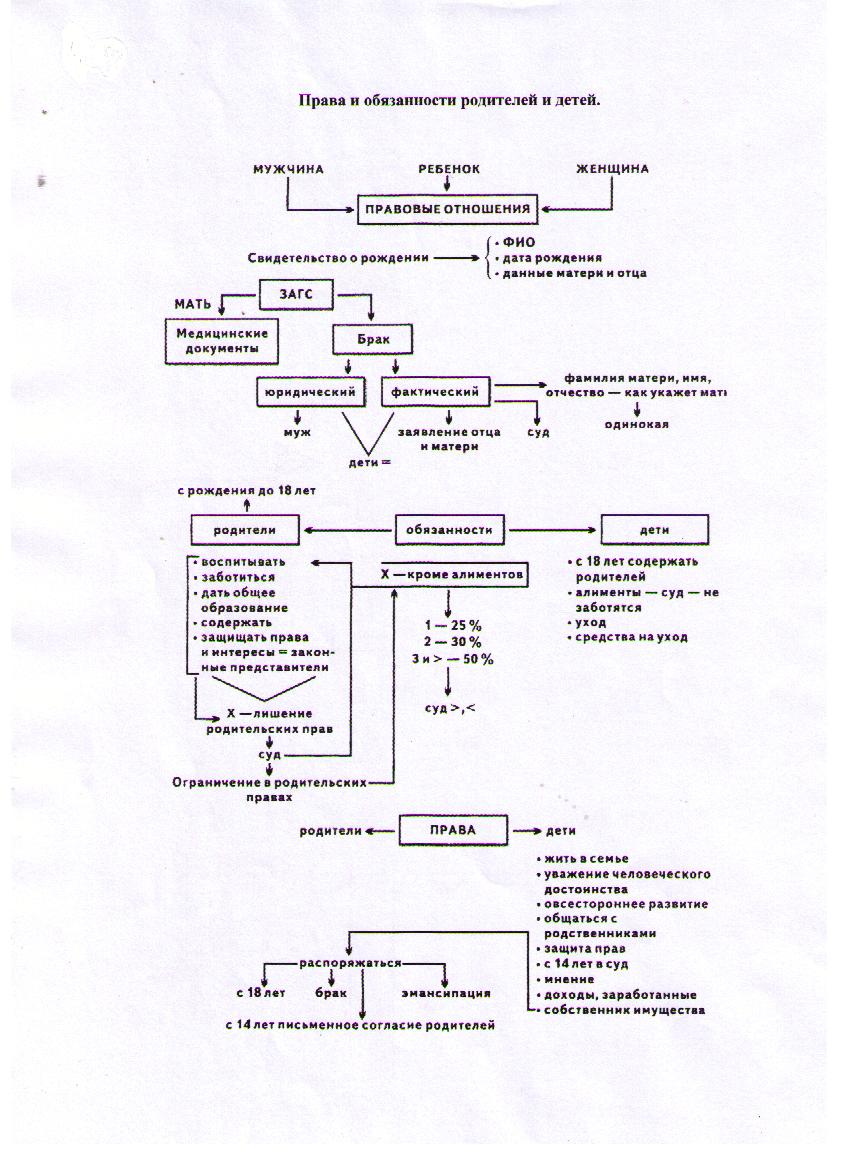 Права и обязанности родителей и детей.
МУЖЧИНА РЕБЕНОК ЖЕНЩИНА
ПРАВОВЫЕ ОТНОШЕНИЯ
Свидетельство о рождении
• ФИО
• дата рождения
• данные матери и отца
ЗАГС
МАТЬ
Медицинские
документы
Брак
юридический
фактический
фамилия матери, имя,
отчество — как укажет мать
муж
заявление отца
и матери
суд
одинокая
дети =
с рождения до 18 лет
родители
обязанности
дети
• воспитывать
• заботиться
• дать общее
образование
• содержать
• защищать права
и интересы = закон-
ные представители
Х — кроме алиментов
1 — 25 %
2 — 30 %
3 и > — 50 %
суд >,<
• с 18 лет содержать
родителей
• алименты — суд — не
заботятся
• уход
• средства на уход
Х — лишение
родительских прав
суд
Ограничение в родительских
правах
родители
ПРАВА
дети
• жить в семье
• уважение человеческого
достоинства
• овсестороннее развитие
• общаться с
родственниками
• защита прав
• с 14 лет в суд
• мнение
• доходы, заработанные
• собственник имущества
распоряжаться
с 18 лет
брак
эмансипация
с 14 лет письменное согласие родителей